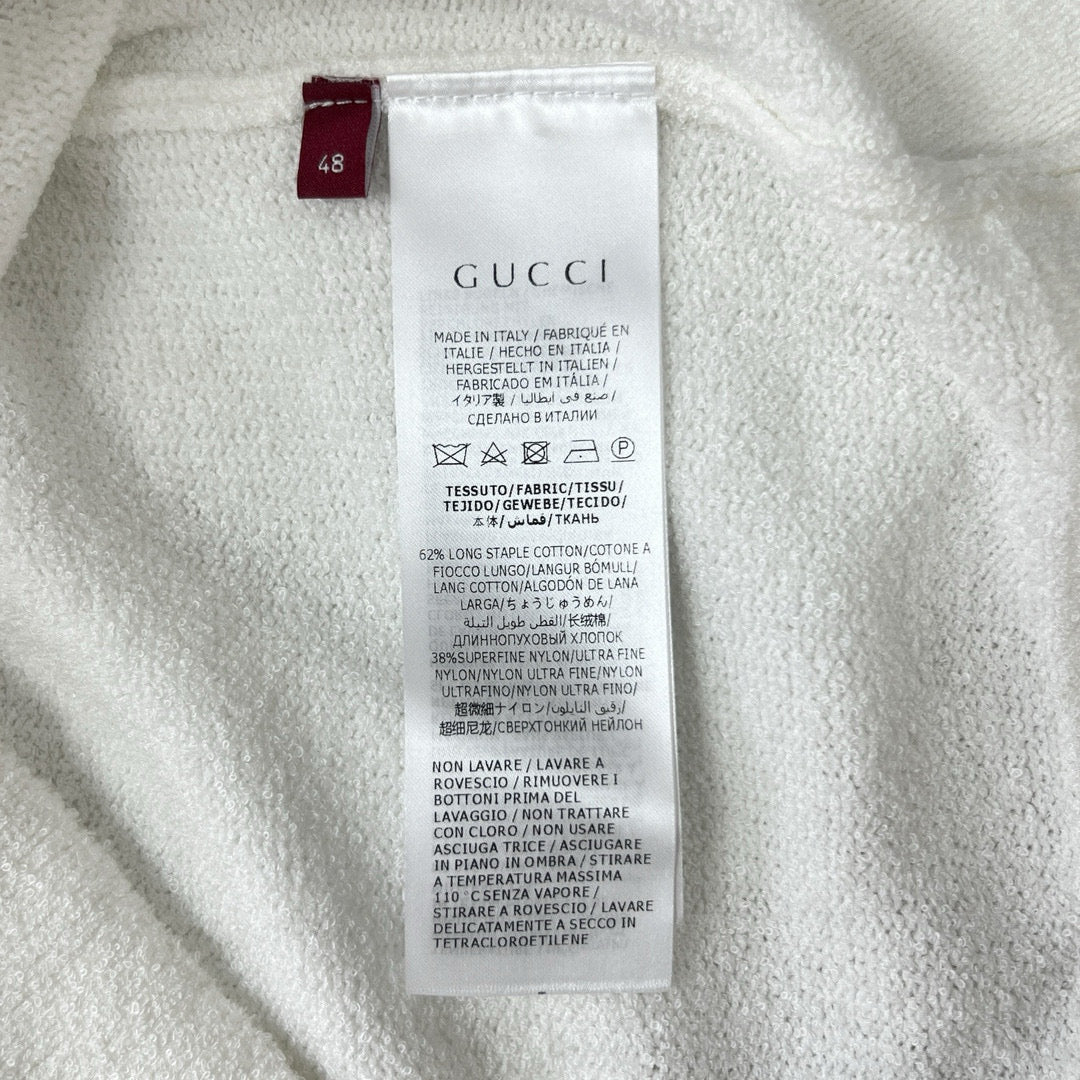 48
GUCCI
MADE IN ITALY / FABRIQUÉ EN
ITALIE / HECHO EN ITALIA /
HERGESTELLT IN ITALIEN /
FABRICADO EM ITÁLIA /
イタリア製 / صنع في ايطاليا /
СДЕЛАНО В ИТАЛИИ
P
TESSUTO/FABRIC/TISSU/
TEJIDO/GEWEBE/TECIDO/
本体/قماش/ТКАНЬ
62% LONG STAPLE COTTON/COTONE A
FIOCCO LUNGO/LANGUR BÓMULL/
LANG COTTON/ALGODÓN DE LANA
LARGA/ちょうじゅうめん/
القطن طويل التيلة/长绒棉/
ДЛИННОПУХОВЫЙ ХЛОПОК
38%SUPERFINE NYLON/ULTRA FINE
NYLON/NYLON ULTRA FINE/NYLON
ULTRAFINO/NYLON ULTRA FINO/
超微細ナイロン/رقيق النايلون/
超细尼龙/СВЕРХТОНКИЙ НЕЙЛОН
NON LAVARE / LAVARE A
ROVESCIO / RIMUOVERE I
BOTTONI PRIMA DEL
LAVAGGIO / NON TRATTARE
CON CLORO / NON USARE
ASCIUGA TRICE / ASCIUGARE
IN PIANO IN OMBRA / STIRARE
A TEMPERATURA MASSIMA
110 °C SENZA VAPORE /
STIRARE A ROVESCIO / LAVARE
DELICATAMENTE A SECCO IN
TETRACLOROETILENE